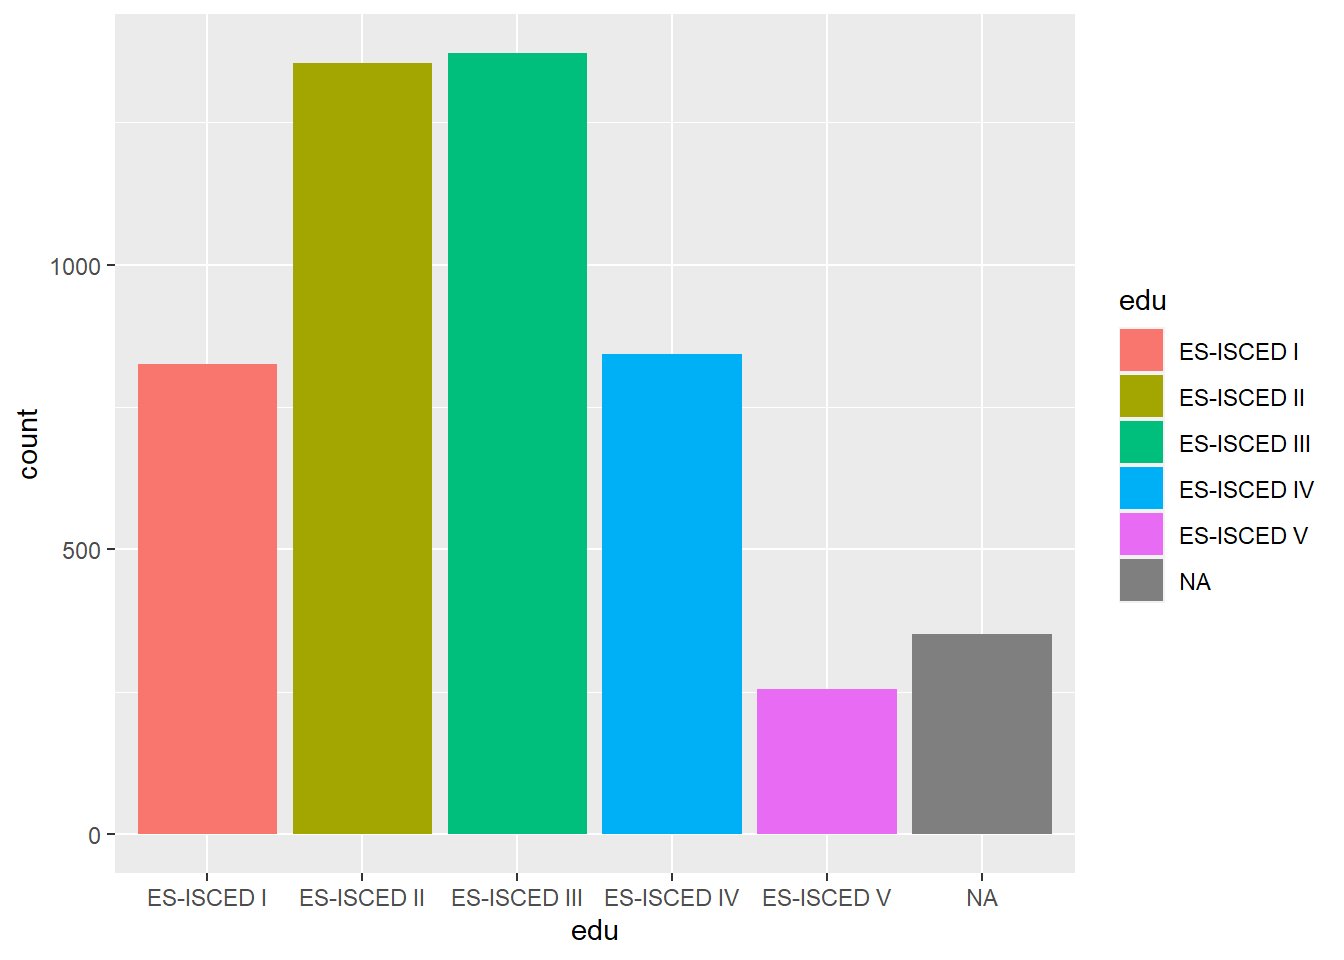 count
1000
500
0
ES-ISCED I
ES-ISCED II
ES-ISCED III
ES-ISCED IV
ES-ISCED V
NA
edu
edu
ES-ISCED I
ES-ISCED II
ES-ISCED III
ES-ISCED IV
ES-ISCED V
NA